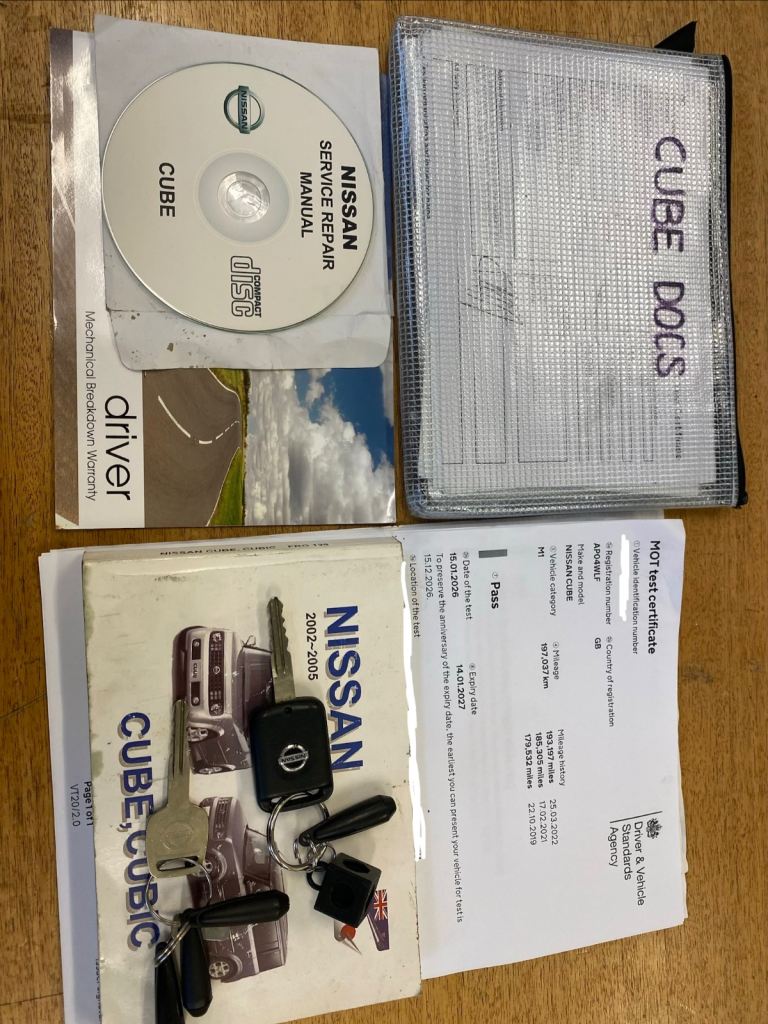 NISSAN
NISSAN
SERVICE REPAIR
MANUAL
CUBE
COMPACT
disc
driver
Mechanical Breakdown Warranty
CUBE DOCS
MOT test certificate
Driver & Vehicle
Standards
Agency
Vehicle identification number
Registration number
Country of registration
AP04WLF
GB
Make and model
NISSAN CUBE
Vehicle category
Mileage
Mileage history
M1
197,037 km
193,197 miles 25.03.2022
185,305 miles 17.02.2021
179,532 miles 22.10.2019
Pass
Date of the test
Expiry date
15.01.2026
14.01.2027
To preserve the anniversary of the expiry date, the earliest you can present your vehicle for test is
15.12.2026.
Location of the test
NISSAN CUBE, CUBIC
NISSAN
2002~2005
CUBE,CUBIC
NISSAN
Page 1 of 1
VT20/2.0